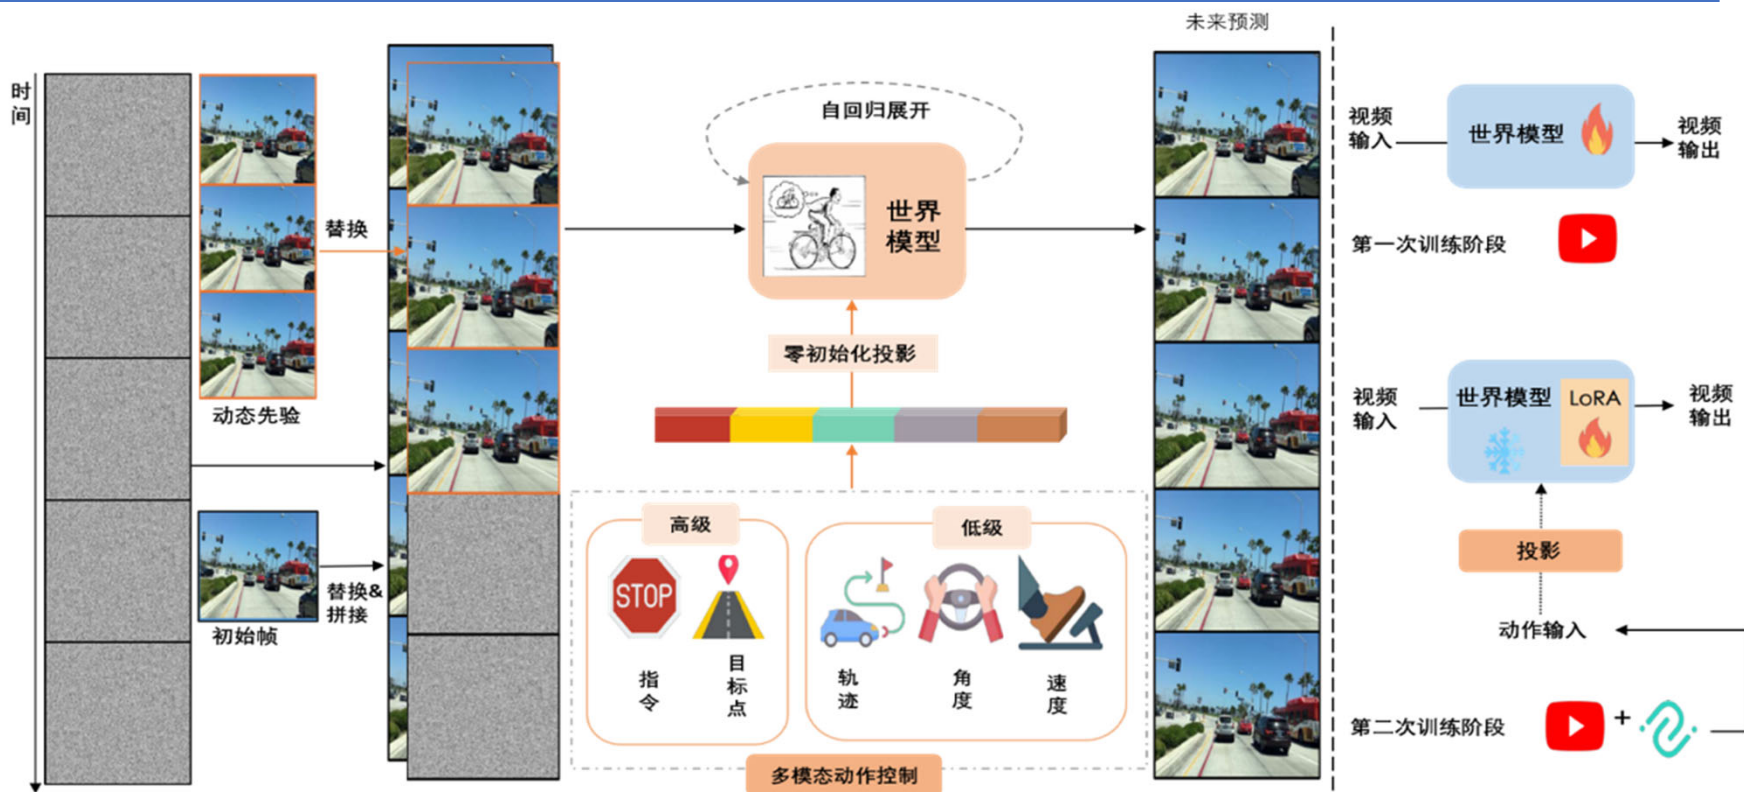 时
间
替换
动态先验
替换&
拼接
初始帧
自回归展开
世界
模型
零初始化投影
高级
STOP
指
令
目
标
点
低级
轨
迹
角
度
速
度
多模态动作控制
未来预测
视频
输入
世界模型
视频
输出
第一次训练阶段
视频
输入
世界模型
LoRA
视频
输出
投影
动作输入
第二次训练阶段
+